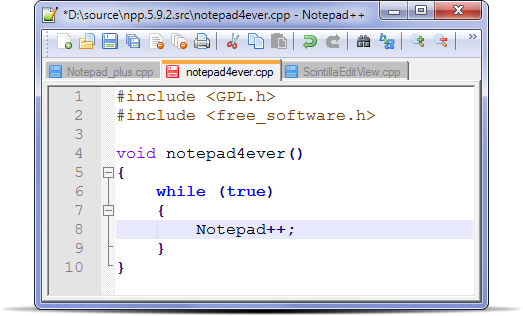 *D:\source\npp.5.9.2.src\notepad4ever.cpp - Notepad++
Notepad_plus.cpp notepad4ever.cpp ScintillaEditView.cpp
1 #include <GPL.h>
2 #include <free_software.h>
3
4 void notepad4ever()
5 {
6 while (true)
7 {
8 Notepad++;
9 }
10 }